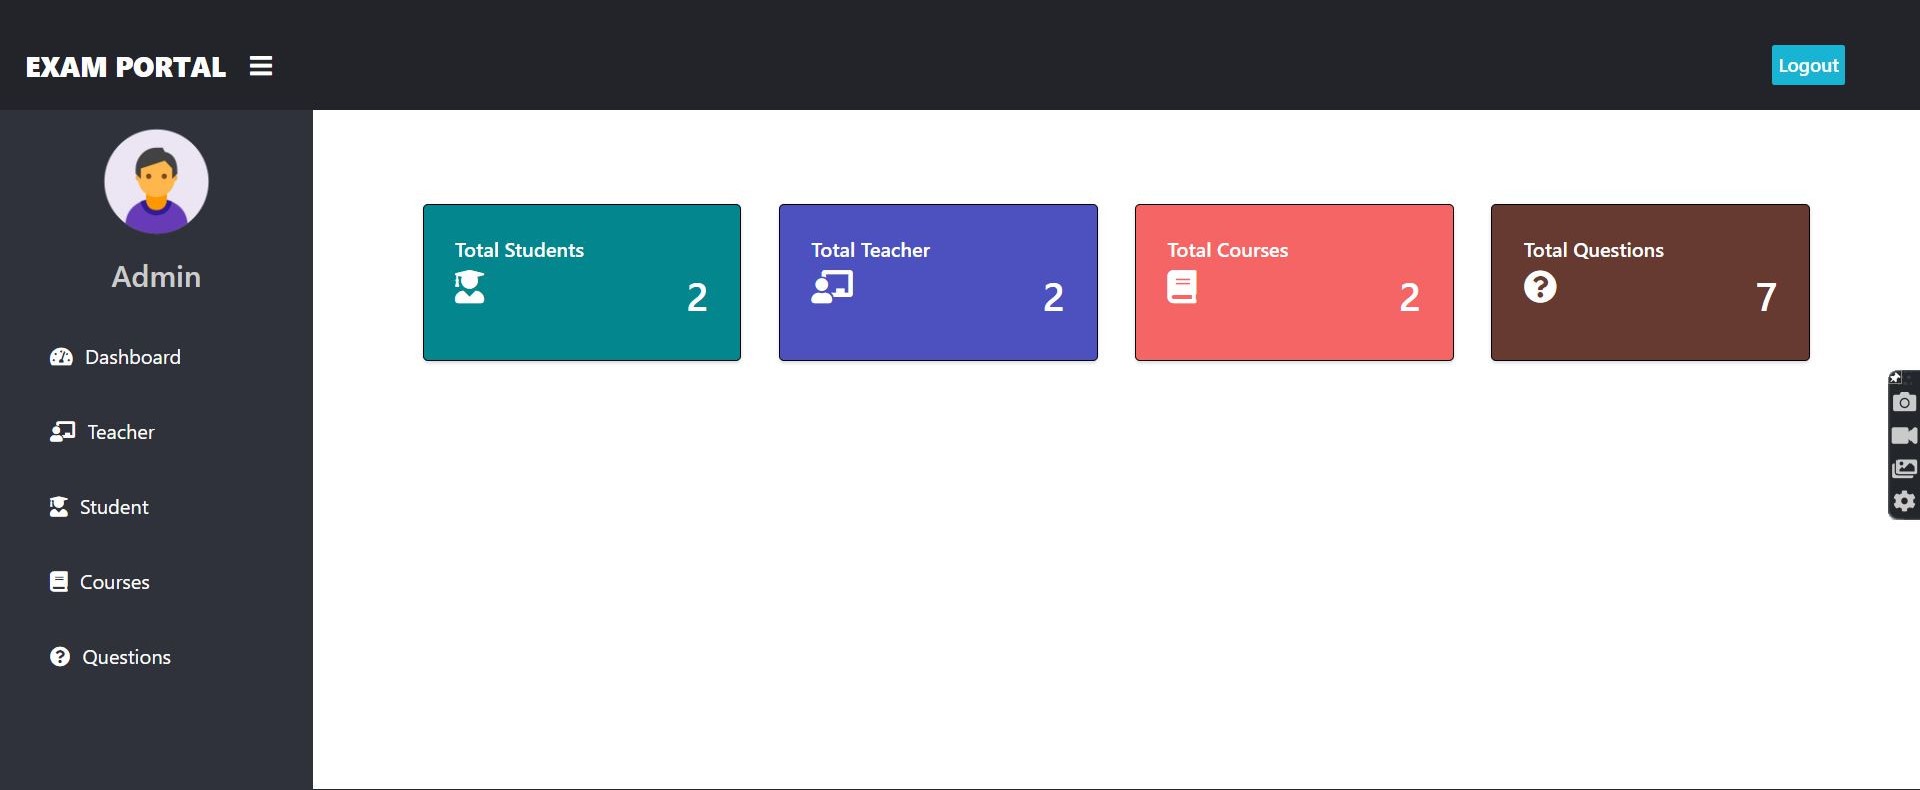 EXAM PORTAL
Logout
Admin
Dashboard
Teacher
Student
Courses
Questions
Total Students
2
Total Teacher
2
Total Courses
2
Total Questions
7